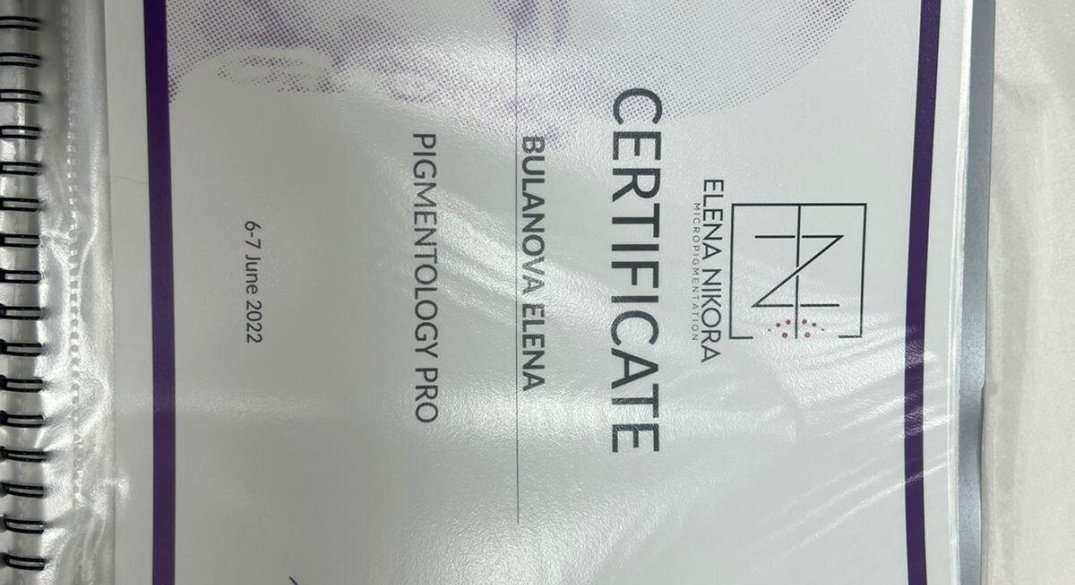 ELENA NIKORA
MICROPIGMENTATION
CERTIFICATE
BULANOVA ELENA
PIGMENTOLOGY PRO
6-7 June 2022